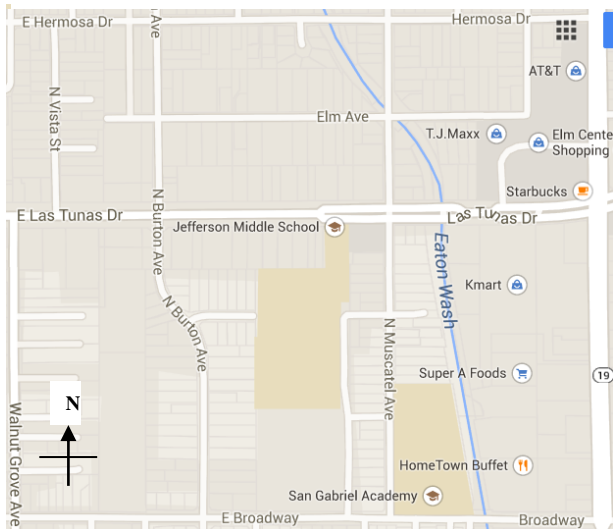 E Hermosa Dr
Ave
Hermosa Dr
AT&T
N Vista St
Elm Ave
T.J.Maxx
Elm Cente
Shopping
Starbucks
N Burton Ave
E Las Tunas Dr
Las Tunas Dr
Jefferson Middle School
Eaton Wash
Kmart
N Burton Ave
N Muscatel Ave
Super A Foods
19
N
Walnut Grove Ave
HomeTown Buffet
San Gabriel Academy
E Broadway
Broadway